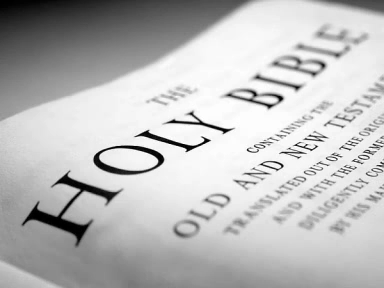 THE
HOLY BIBLE
CONTAINING THE
OLD AND NEW TESTAM
TRANSLATED OUT OF THE ORIG
AND WITH THE FORMER
DILIGENTLY COM
BY HIS MA